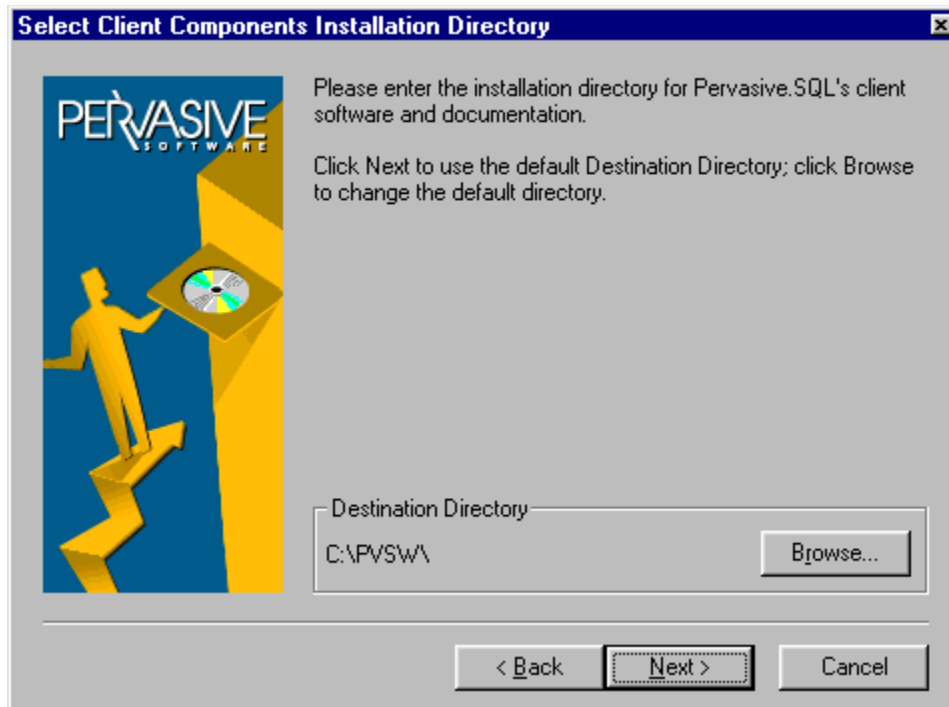 Select Client Components Installation Directory
PERVASIVE
SOFTWARE
Please enter the installation directory for Pervasive.SQL's client
software and documentation.
Click Next to use the default Destination Directory; click Browse
to change the default directory.
Destination Directory
C:\PVSW\
Browse...
< Back
Next >
Cancel